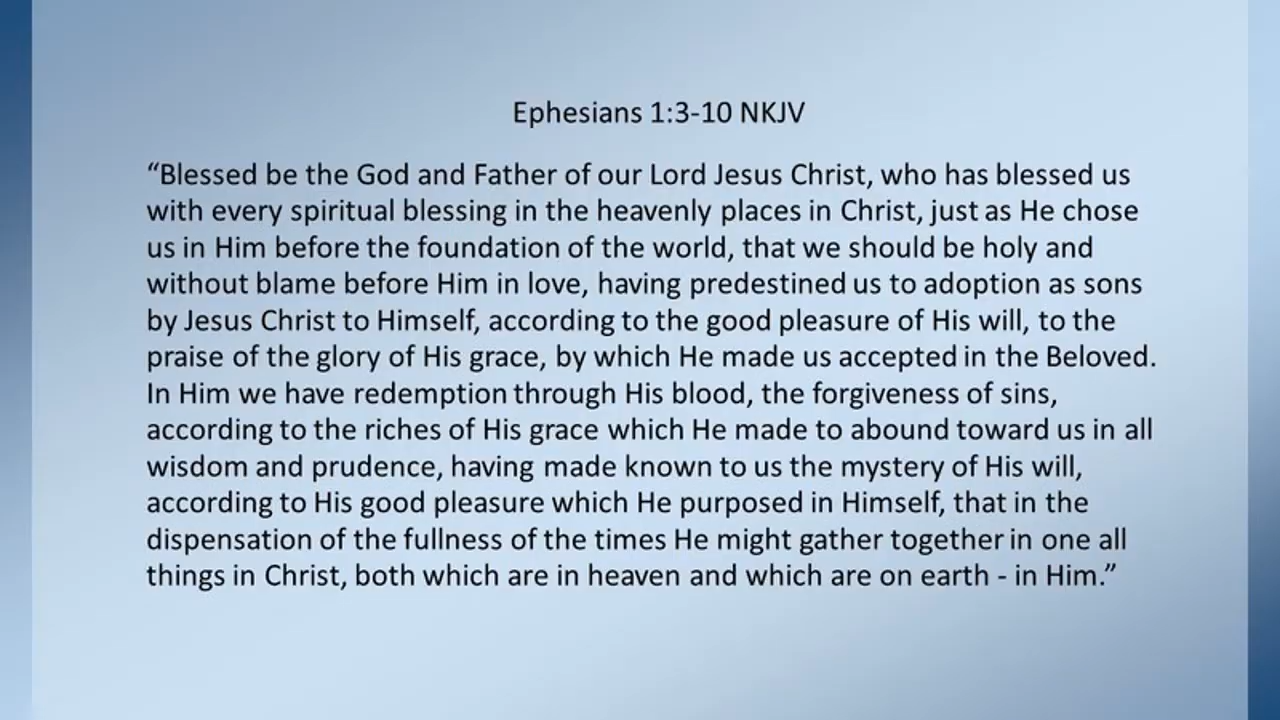 Ephesians 1:3-10 NKJV
“Blessed be the God and Father of our Lord Jesus Christ, who has blessed us
with every spiritual blessing in the heavenly places in Christ, just as He chose
us in Him before the foundation of the world, that we should be holy and
without blame before Him in love, having predestined us to adoption as sons
by Jesus Christ to Himself, according to the good pleasure of His will, to the
praise of the glory of His grace, by which He made us accepted in the Beloved.
In Him we have redemption through His blood, the forgiveness of sins,
according to the riches of His grace which He made to abound toward us in all
wisdom and prudence, having made known to us the mystery of His will,
according to His good pleasure which He purposed in Himself, that in the
dispensation of the fullness of the times He might gather together in one all
things in Christ, both which are in heaven and which are on earth - in Him.”